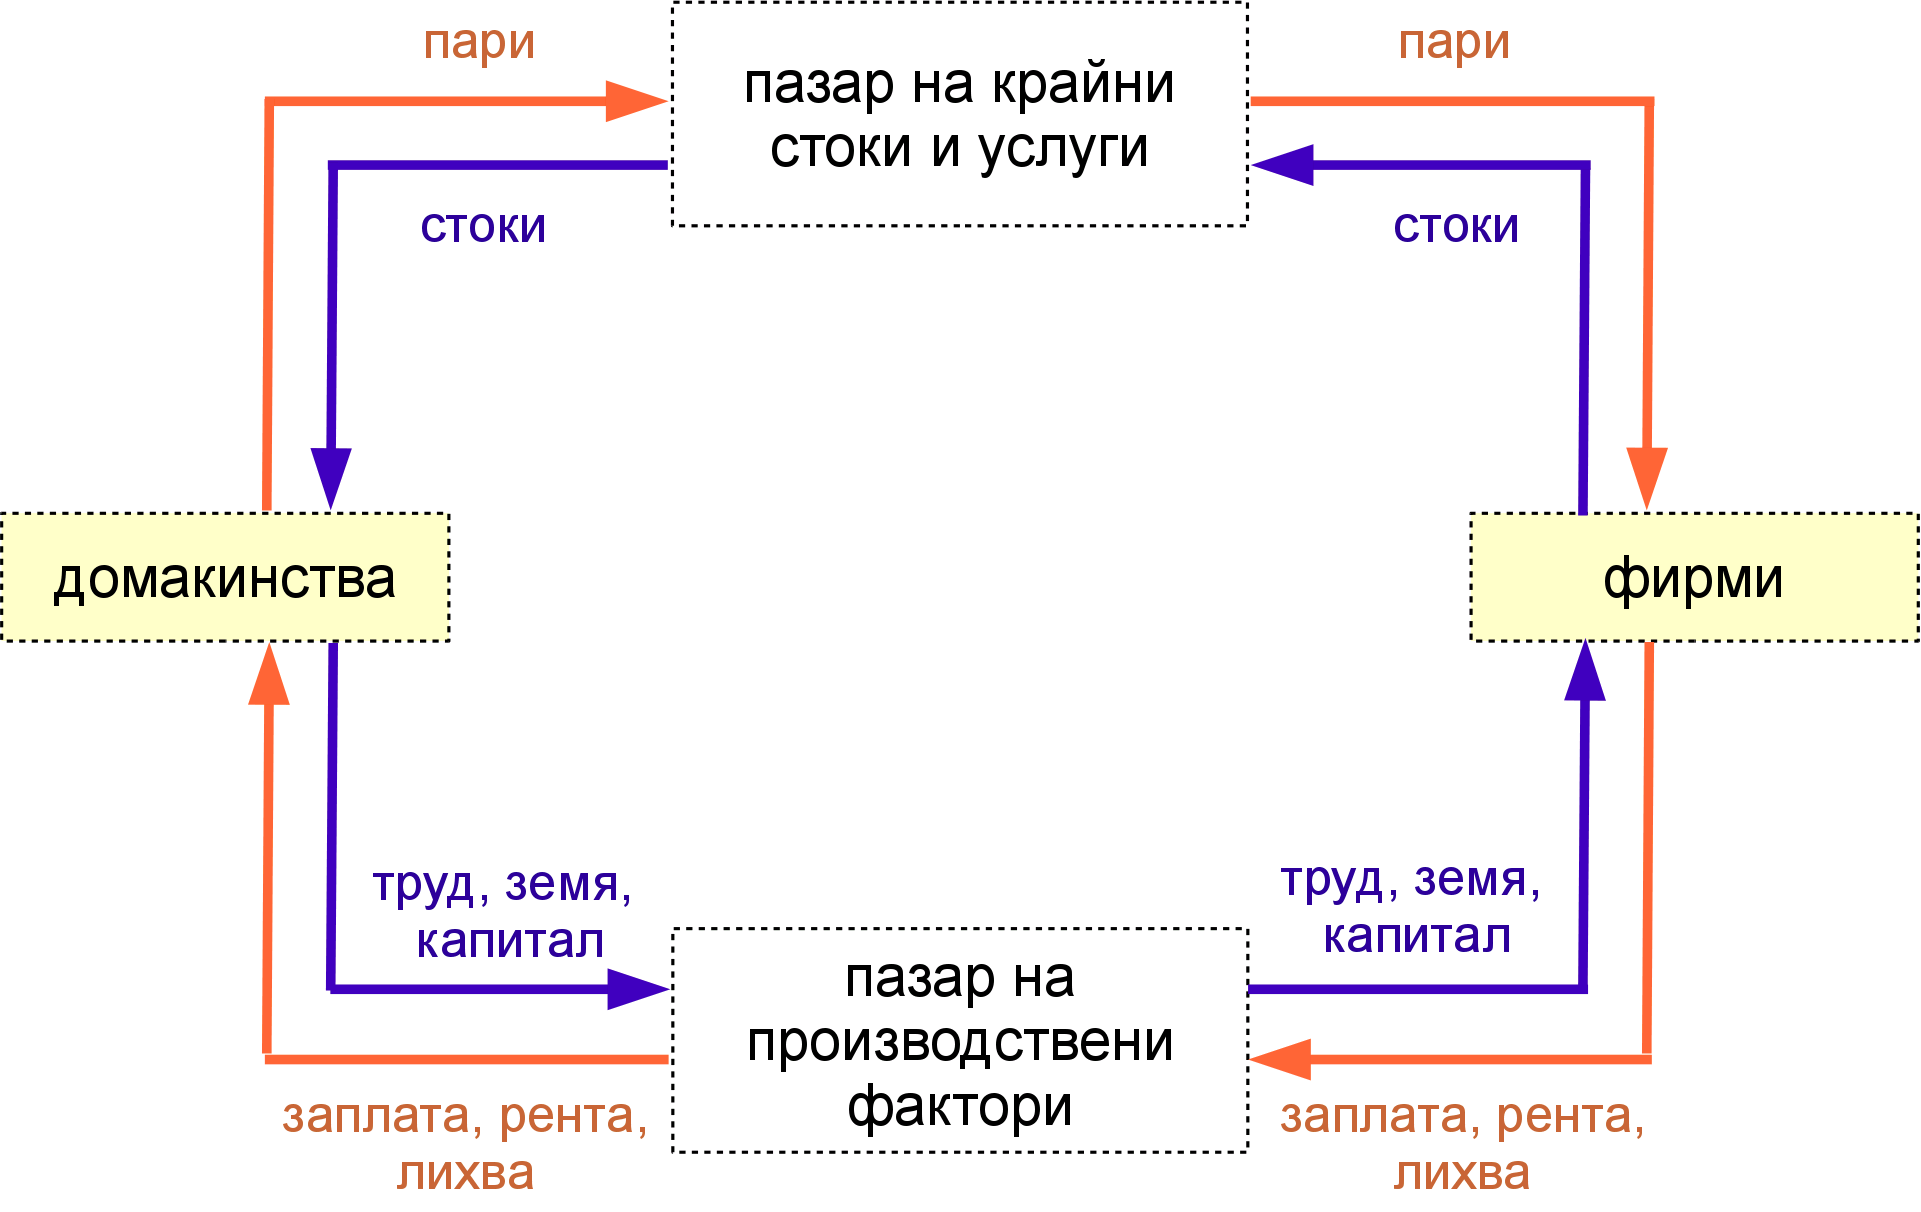 пари
пазар на крайни
стоки и услуги
пари
стоки
стоки
домакинства
фирми
труд, земя,
капитал
труд, земя,
капитал
пазар на
производствени
фактори
заплата, рента,
лихва
заплата, рента,
лихва